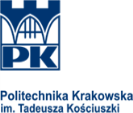 PK
Politechnika Krakowska
im. Tadeusza Kościuszki